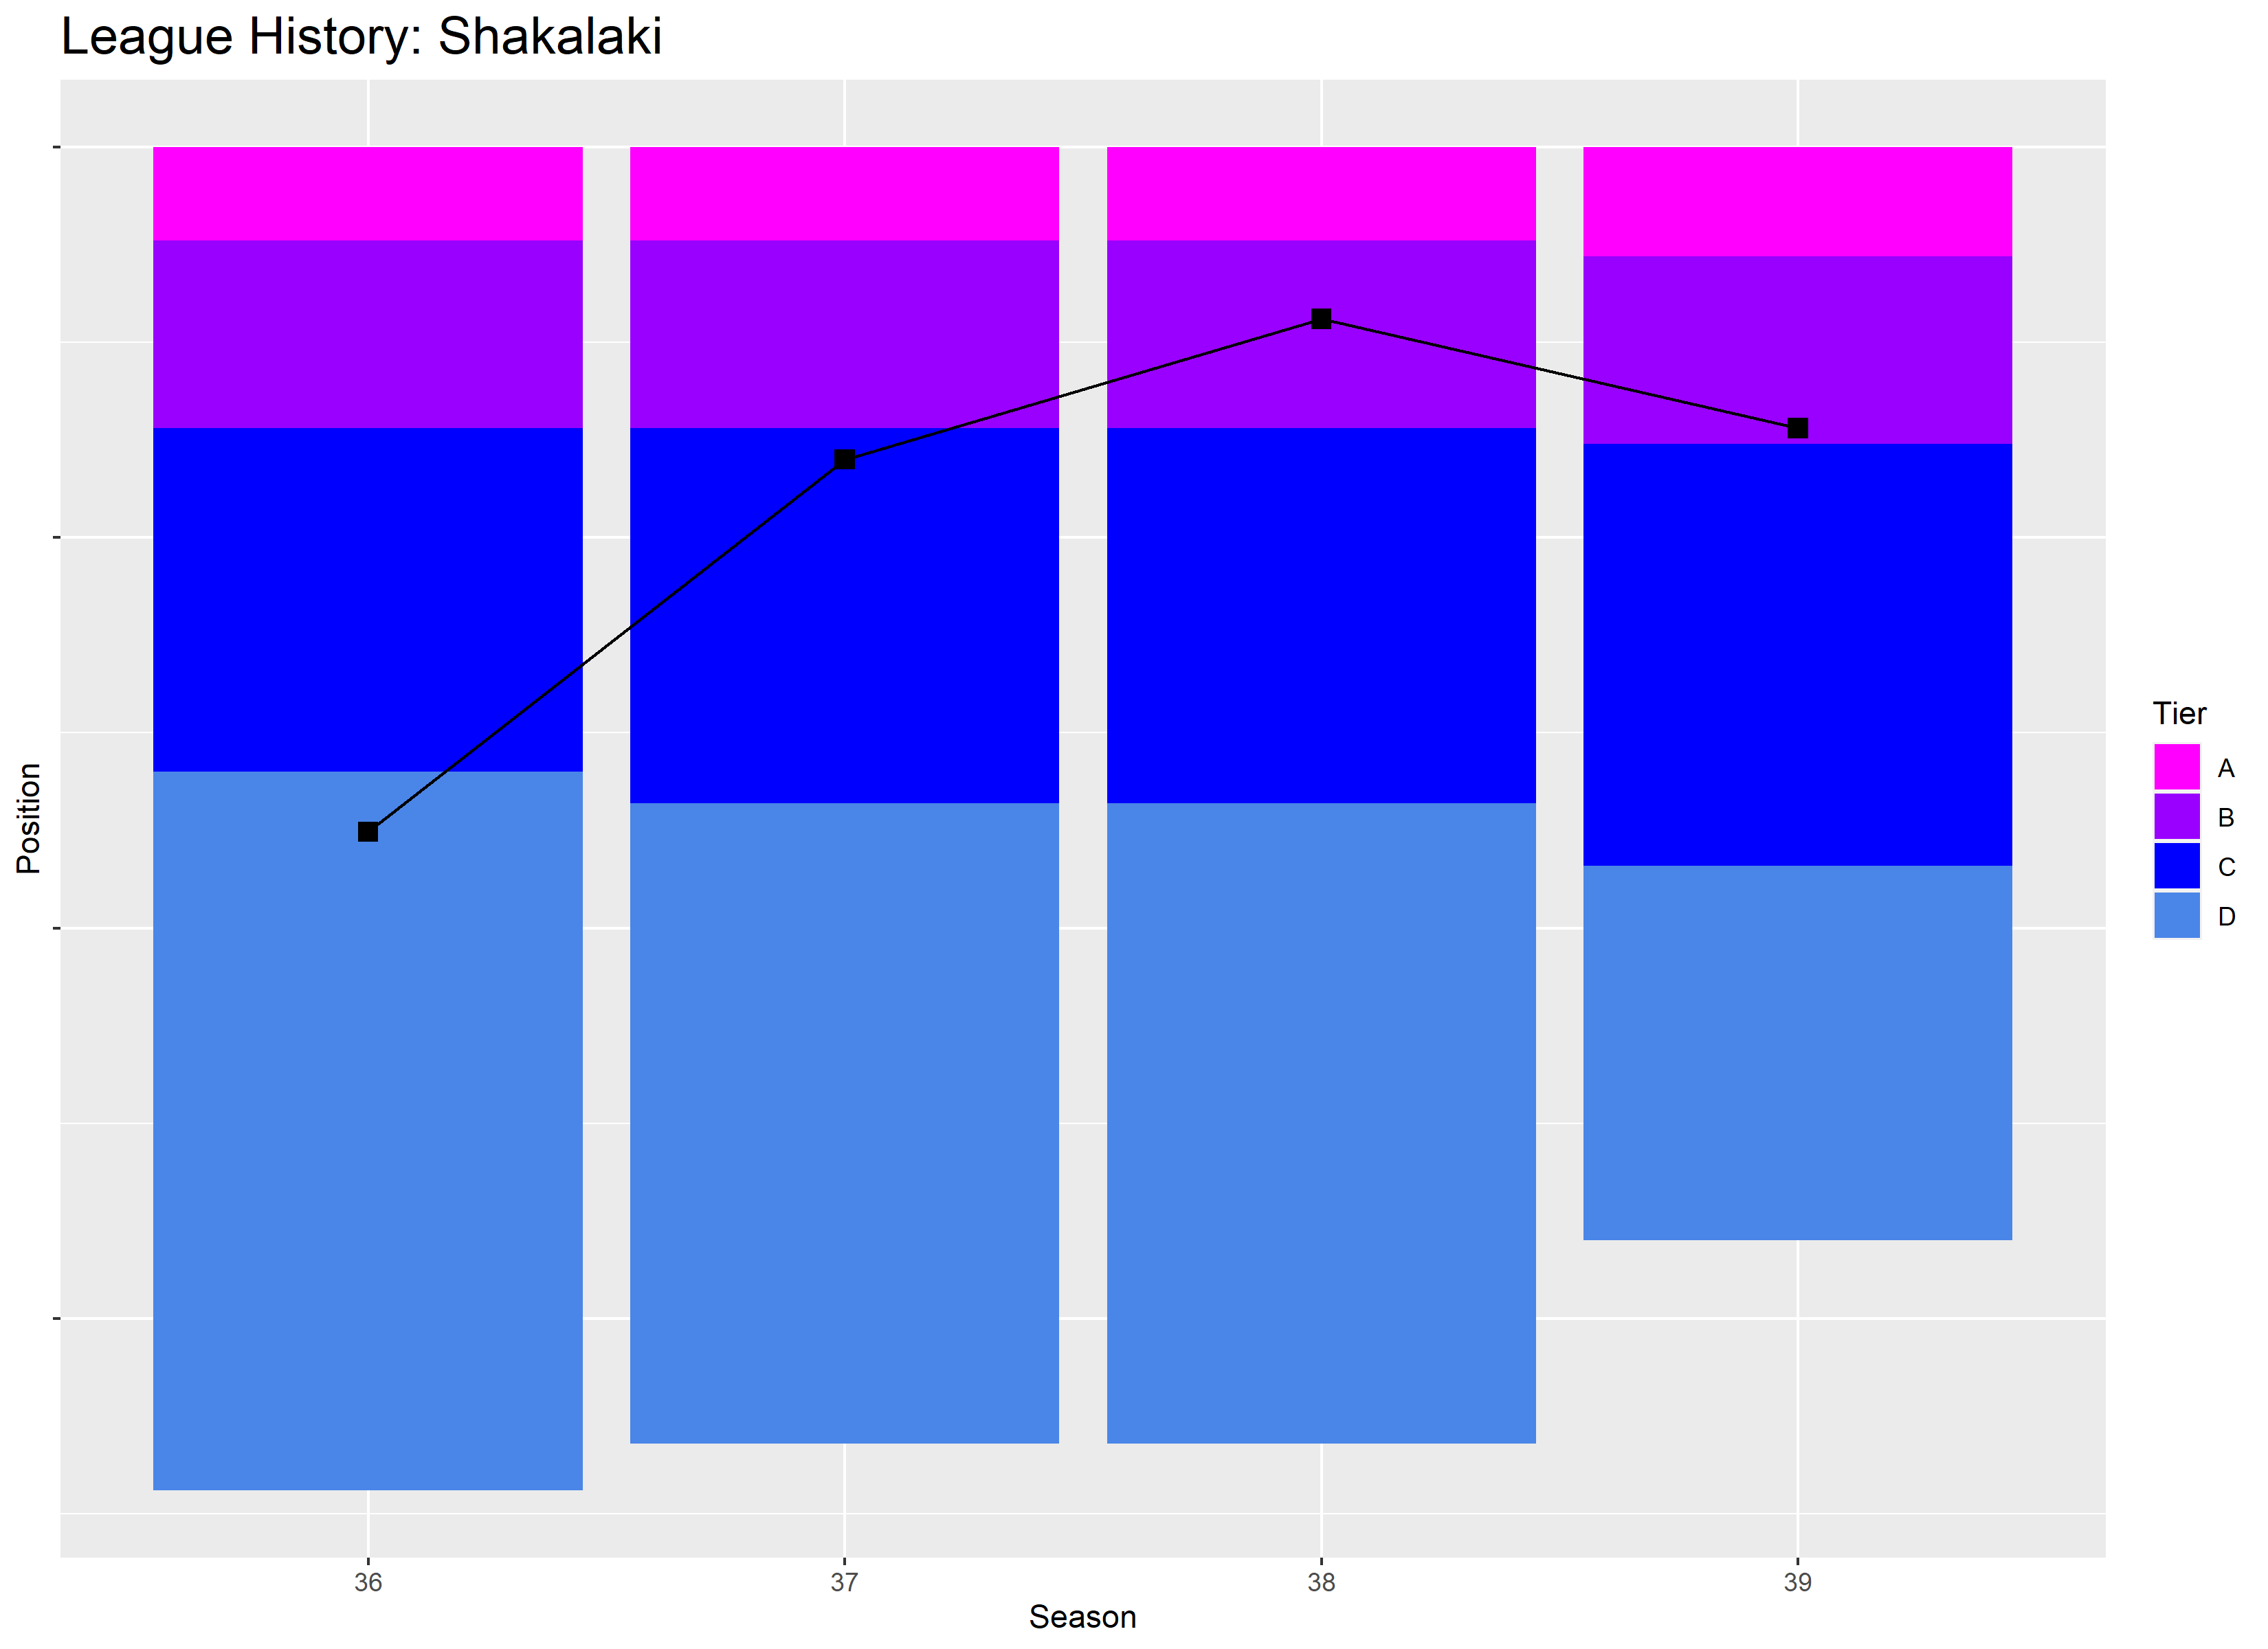 League History: Shakalaki
Position
36 37 38 39
Season
Tier
A
B
C
D